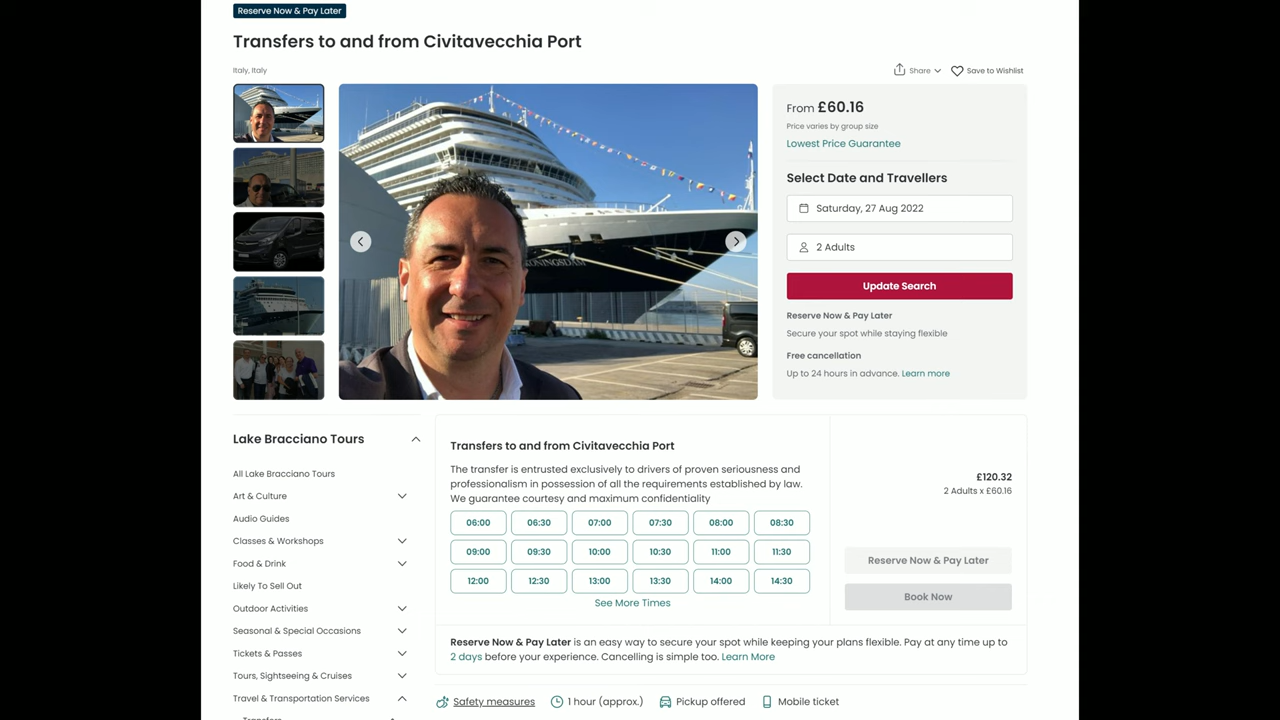 Reserve Now & Pay Later
Transfers to and from Civitavecchia Port
Italy, Italy
Share
Save to Wishlist
KONINGSDAM
From £60.16
Price varies by group size
Lowest Price Guarantee
Select Date and Travellers
Saturday, 27 Aug 2022
2 Adults
Update Search
Reserve Now & Pay Later
Secure your spot while staying flexible
Free cancellation
Up to 24 hours in advance. Learn more
Lake Bracciano Tours
All Lake Bracciano Tours
Art & Culture
Audio Guides
Classes & Workshops
Food & Drink
Likely To Sell Out
Outdoor Activities
Seasonal & Special Occasions
Tickets & Passes
Tours, Sightseeing & Cruises
Travel & Transportation Services
Transfers
Transfers to and from Civitavecchia Port
The transfer is entrusted exclusively to drivers of proven seriousness and
professionalism in possession of all the requirements established by law.
We guarantee courtesy and maximum confidentiality
06:00 06:30 07:00 07:30 08:00 08:30
09:00 09:30 10:00 10:30 11:00 11:30
12:00 12:30 13:00 13:30 14:00 14:30
See More Times
£120.32
2 Adults x £60.16
Reserve Now & Pay Later
Book Now
Reserve Now & Pay Later is an easy way to secure your spot while keeping your plans flexible. Pay at any time up to
2 days before your experience. Cancelling is simple too. Learn More
Safety measures 1 hour (approx.) Pickup offered Mobile ticket